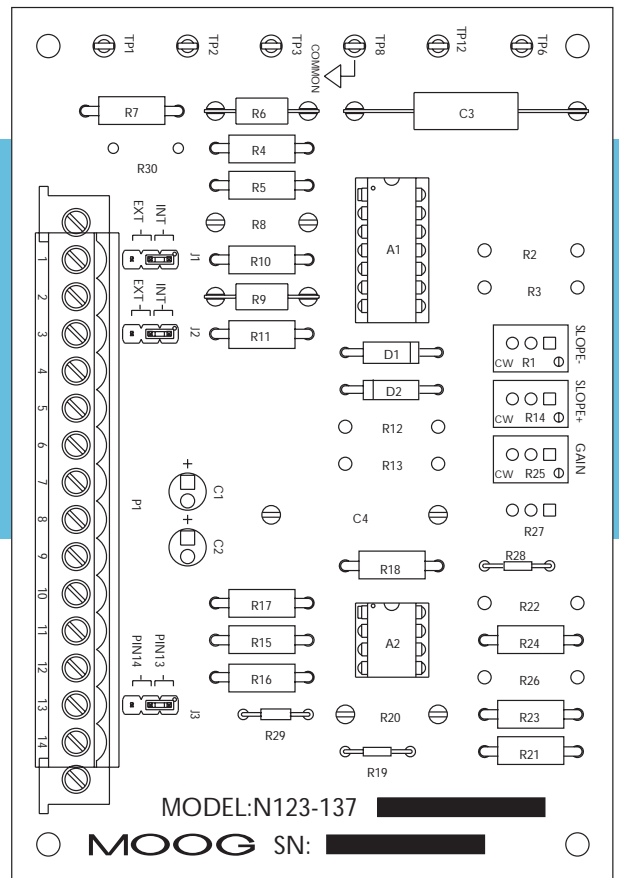 TP1 TP2 TP3 TP8 TP12 TP6
COMMON
R7 R6 C3
R4
R30
R5
R8
A1
EXT INT
J1
R10
R2
R9
R3
EXT INT
J2
R11
SLOPE-
D1
CW R1
D2
SLOPE+
R12
CW R14
R13
GAIN
CW R25
P1
+
C1
C4
R27
+
C2
R18
R28
R17
R22
R15
A2
R24
R16
R26
PIN14 PIN13
J3
R29
R20
R23
R19
R21
1
2
3
4
5
6
7
8
9
10
11
12
13
14
MODEL:N123-137
MOOG SN: